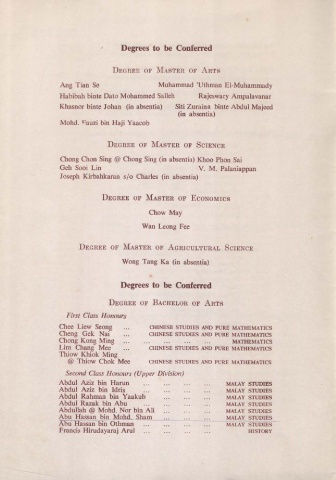 Degrees to be Conferred
DEGREE OF MASTER OF ARTS
Ang Tian Se Muhammad 'Uthman El-Muhammady
Habibah binte Dato Mohammed Salleh Rajeswary Ampalavanar
Khasnor binte Johan (in absentia) Siti Zuraina binte Abdul Majeed
(in absentia)
Mohd. Fauzi bin Haji Yaacob
DEGREE OF MASTER OF SCIENCE
Chong Chon Sing @ Chong Sing (in absentia) Khoo Phon Sai
Geh Sooi Lin V. M. Palaniappan
Joseph Kirbahkaran s/o Charles (in absentia)
DEGREE OF MASTER OF ECONOMICS
Chow May
Wan Leong Fee
DEGREE OF MASTER OF AGRICULTURAL SCIENCE
Wong Tang Ka (in absentia)
Degrees to be Conferred
DEGREE OF BACHELOR OF ARTS
First Class Honours
Chee Liew Seong ... CHINESE STUDIES AND PURE MATHEMATICS
Cheng Gek Nai ... CHINESE STUDIES AND PURE MATHEMATICS
Chong Kong Ming ... ... ... ... MATHEMATICS
Lim Chang Mee ... CHINESE STUDIES AND PURE MATHEMATICS
Thiow Khiok Ming
@ Thiow Chok Mee CHINESE STUDIES AND PURE MATHEMATICS
Second Class Honours (Upper Division)
Abdul Aziz bin Harun ... ... ... ... MALAY STUDIES
Abdul Aziz bin Idris ... ... ... ... MALAY STUDIES
Abdul Rahman bin Yaakub ... ... ... MALAY STUDIES
Abdul Razak bin Abu ... ... ... ... MALAY STUDIES
Abdullah @ Mohd. Nor bin Ali ... ... ... MALAY STUDIES
Abu Hassan bin Mohd. Sham ... ... ... MALAY STUDIES
Abu Hassan bin Othman ... ... ... ... MALAY STUDIES
Francis Hirudayaraj Arul ... ... ... ... HISTORY